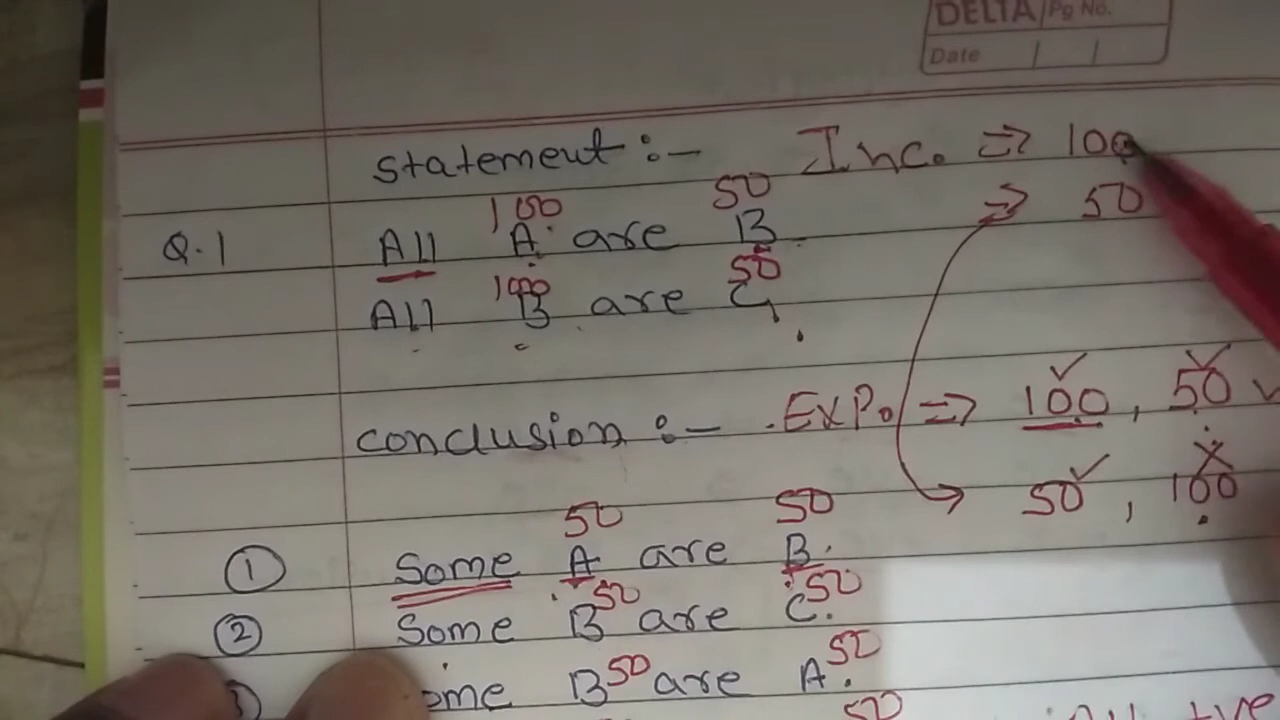 DELTA Pg No.
Date
Statement :- Inc. ⇒ 100
⇒ 50
100 50
Q.1 All A are B
100 50
All B are C
Conclusion :- Exp. ⇒ 100 ✓, 50 ✓ ✓
50 ✓, 100 ×
50 50
① Some A are B.
50 50
② Some B are C.
50 50
B are A.
50